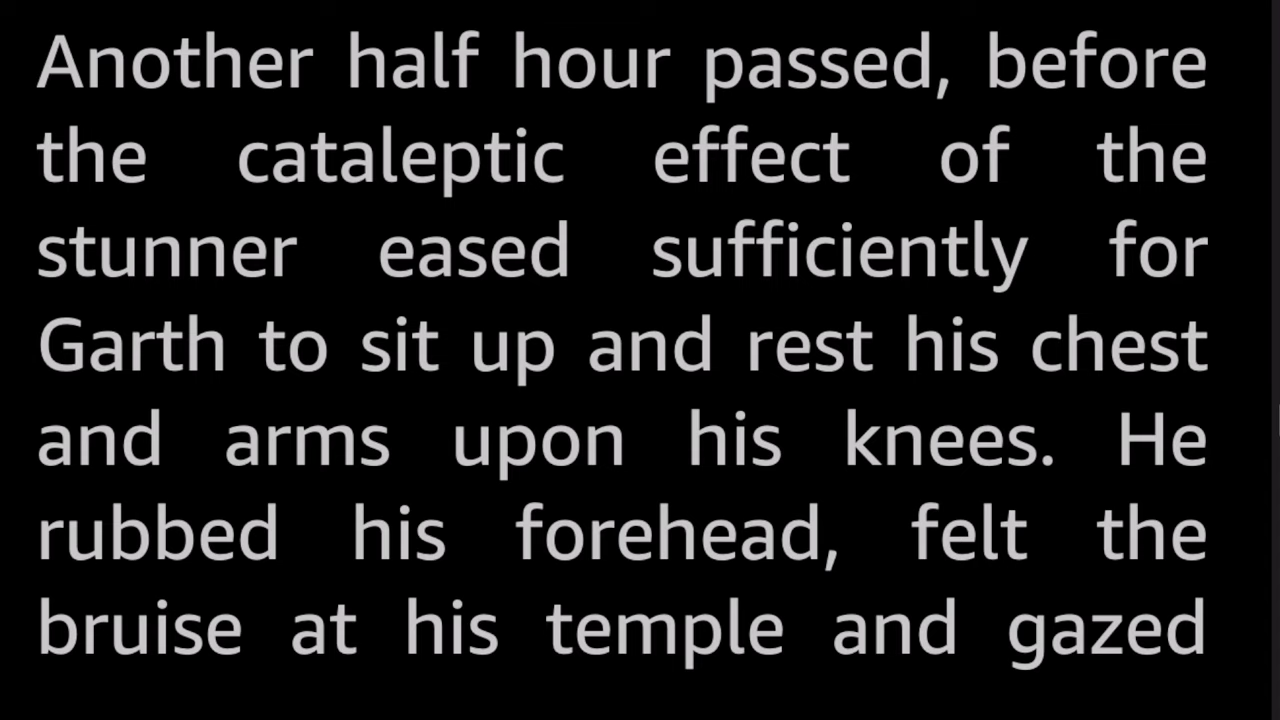 Another half hour passed, before
the cataleptic effect of the
stunner eased sufficiently for
Garth to sit up and rest his chest
and arms upon his knees. He
rubbed his forehead, felt the
bruise at his temple and gazed